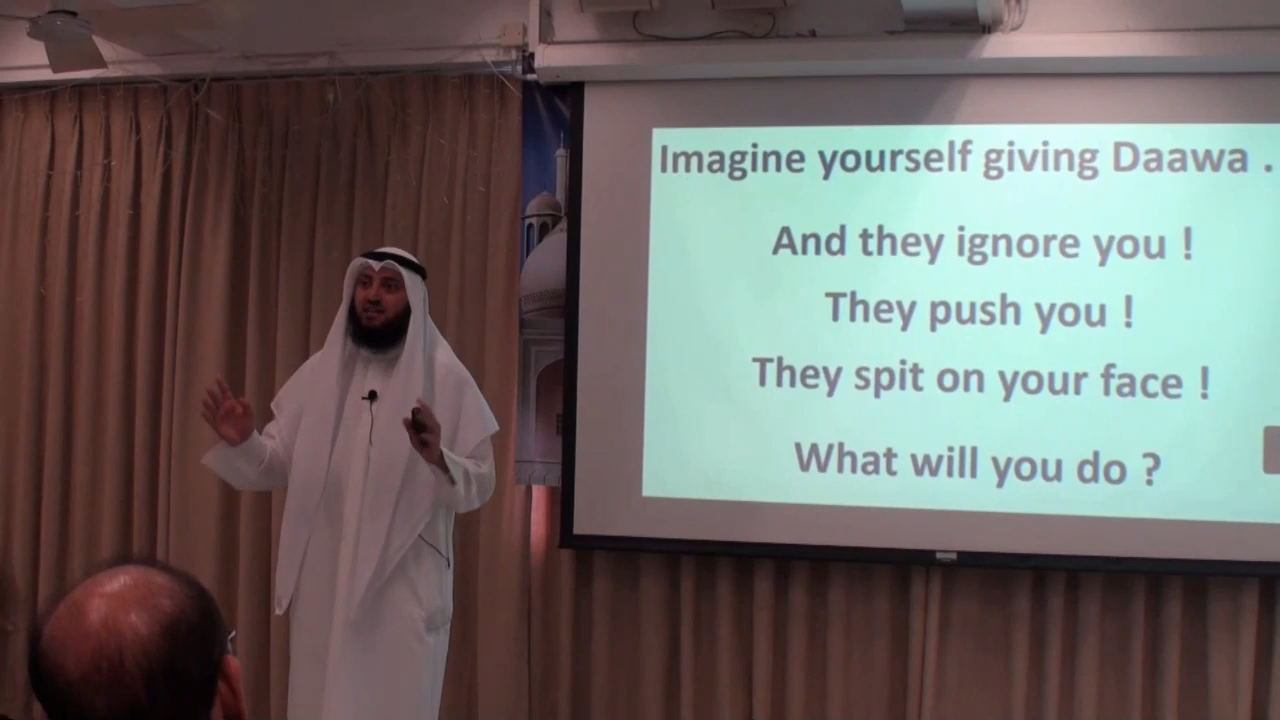 Imagine yourself giving Daawa .
And they ignore you !
They push you !
They spit on your face !
What will you do ?